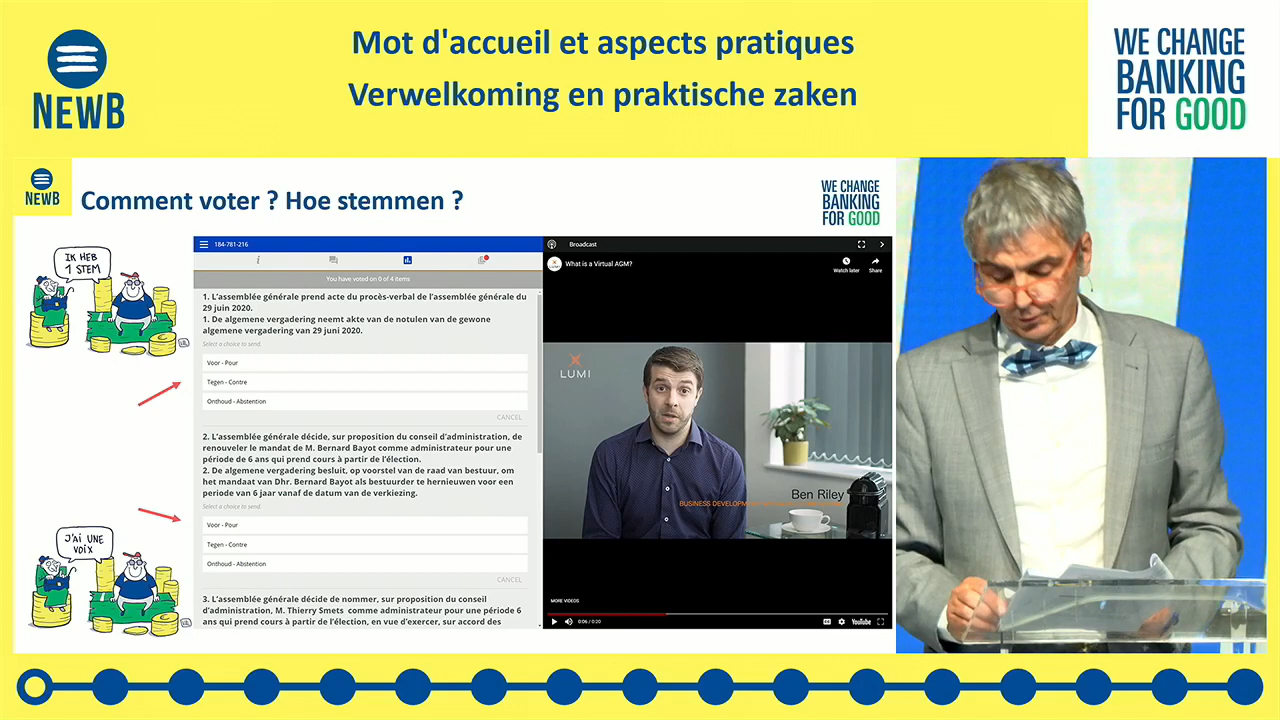 NEWB
Mot d'accueil et aspects pratiques
Verwelkoming en praktische zaken
WE CHANGE
BANKING
FOR GOOD
NEWB
Comment voter ? Hoe stemmen ?
WE CHANGE
BANKING
FOR GOOD
IK HEB
1 STEM
J'AI UNE
VOIX
184-781-216
You have voted on 0 of 4 items
1. L'assemblée générale prend acte du procès-verbal de l'assemblée générale du
29 juin 2020.
1. De algemene vergadering neemt akte van de notulen van de gewone
algemene vergadering van 29 juni 2020.
Select a choice to send.
Voor - Pour
Tegen - Contre
Onthoud - Abstention
CANCEL
2. L'assemblée générale décide, sur proposition du conseil d'administration, de
renouveler le mandat de M. Bernard Bayot comme administrateur pour une
période de 6 ans qui prend cours à partir de l'élection.
2. De algemene vergadering besluit, op voorstel van de raad van bestuur, om
het mandaat van Dhr. Bernard Bayot als bestuurder te hernieuwen voor een
periode van 6 jaar vanaf de datum van de verkiezing.
Select a choice to send.
Voor - Pour
Tegen - Contre
Onthoud - Abstention
CANCEL
3. L'assemblée générale décide de nommer, sur proposition du conseil
d'administration, M. Thierry Smets comme administrateur pour une période 6
ans qui prend cours à partir de l'élection, en vue d'exercer, sur accord des
Broadcast
LUMI
What is a Virtual AGM?
Watch later
Share
LUMI
Ben Riley
BUSINESS DEVELOPM
MORE VIDEOS
0:06 / 0:20
CC
YouTube